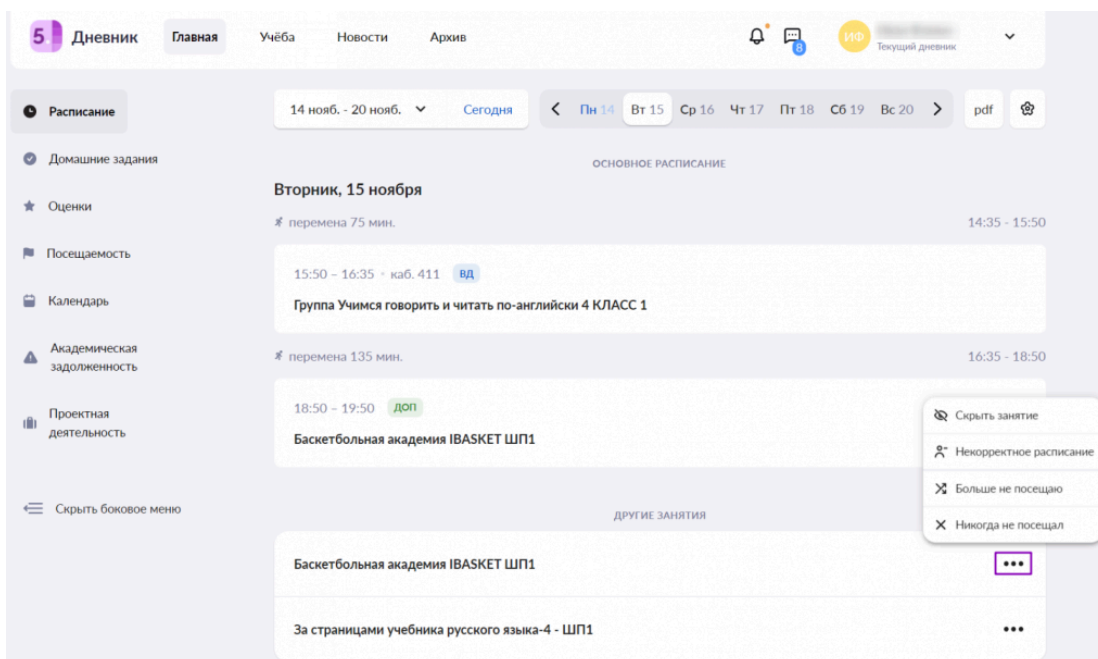 5 Дневник Главная Учёба Новости Архив 8 ИФ Текущий дневник
Расписание
Домашние задания
Оценки
Посещаемость
Календарь
Академическая
задолженность
Проектная
деятельность
Скрыть боковое меню
14 нояб. - 20 нояб. Сегодня Пн 14 Вт 15 Ср 16 Чт 17 Пт 18 Сб 19 Вс 20 pdf
ОСНОВНОЕ РАСПИСАНИЕ
Вторник, 15 ноября
перемена 75 мин. 14:35 - 15:50
15:50 – 16:35 • каб. 411 ВД
Группа Учимся говорить и читать по-английски 4 КЛАСС 1
перемена 135 мин. 16:35 - 18:50
18:50 – 19:50 ДОП
Баскетбольная академия IBASKET ШП1
Скрыть занятие
Некорректное расписание
Больше не посещаю
Никогда не посещал
ДРУГИЕ ЗАНЯТИЯ
Баскетбольная академия IBASKET ШП1
За страницами учебника русского языка-4 - ШП1